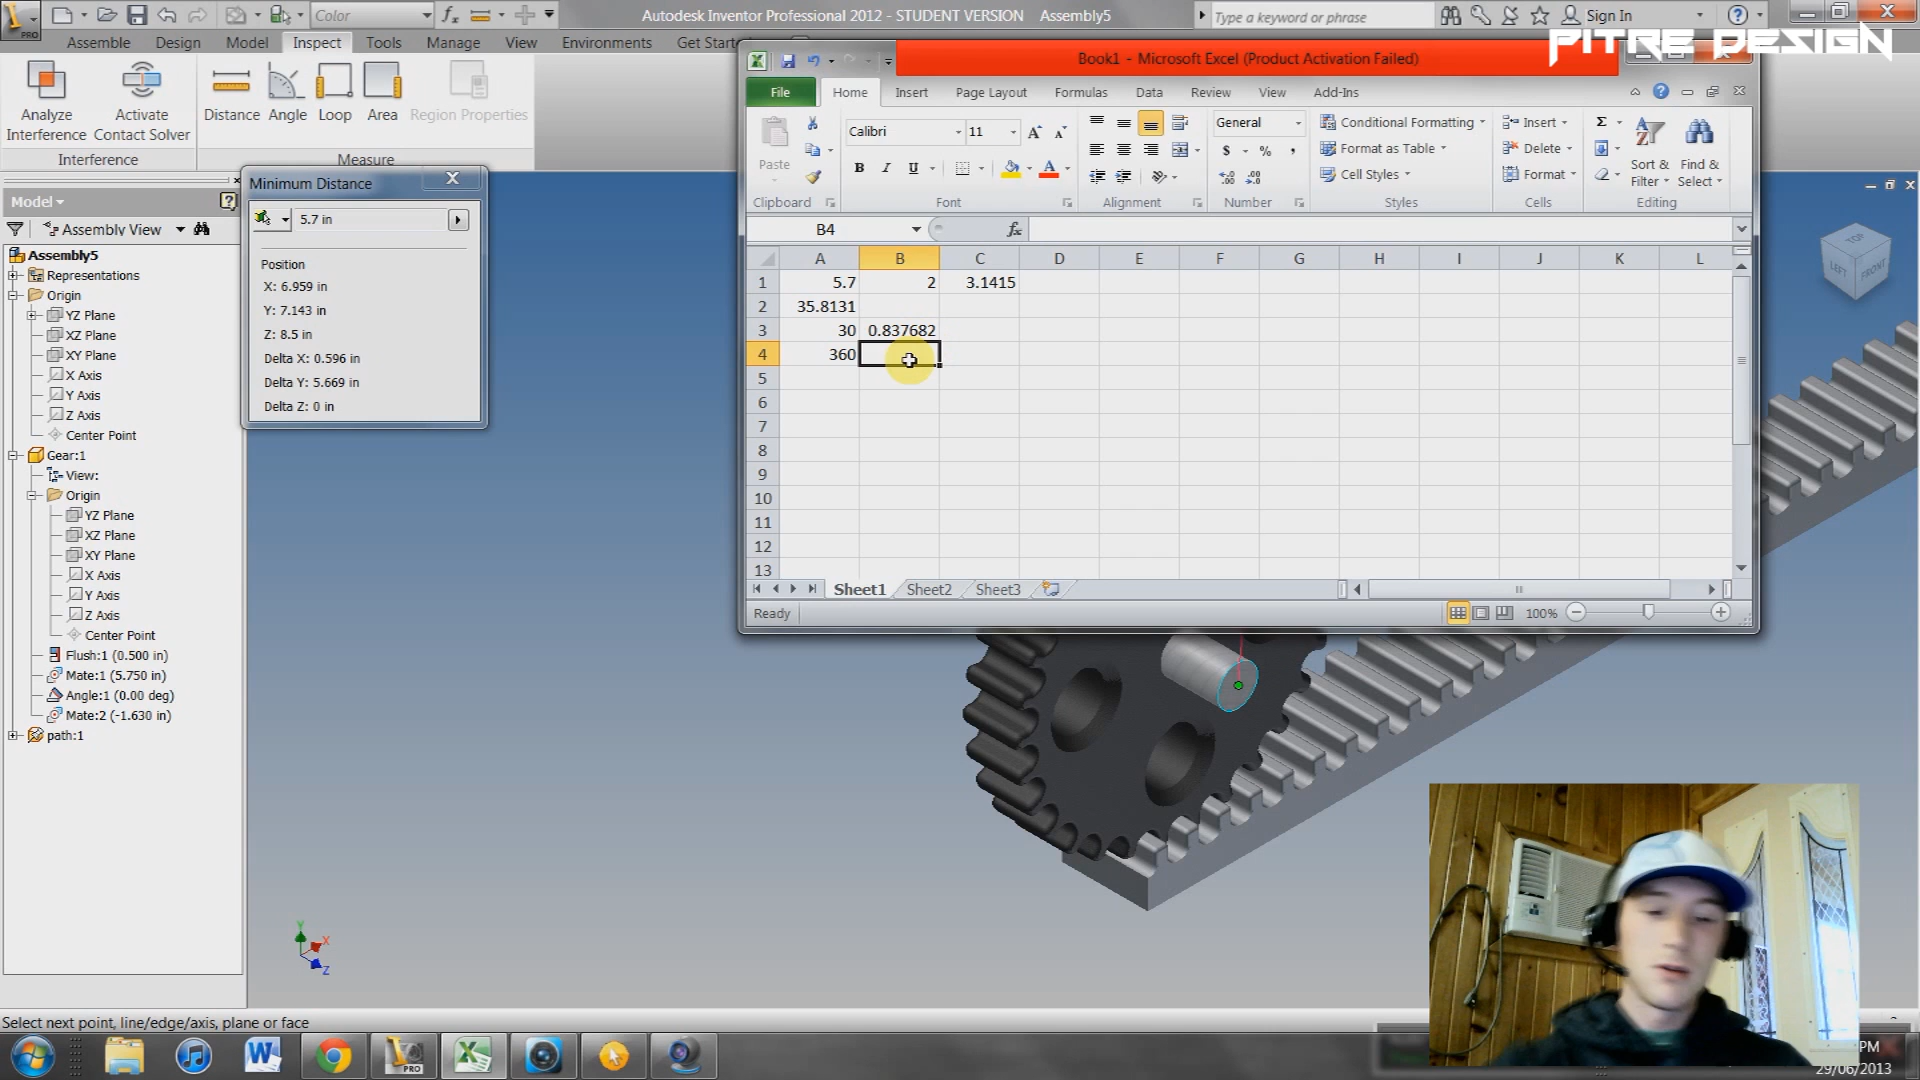 PRO
Color
Autodesk Inventor Professional 2012 - STUDENT VERSION Assembly5
Type a keyword or phrase
Sign In
PITRE DESIGN
Assemble Design Model Inspect Tools Manage View Environments Get Starte
Analyze Interference
Activate Contact Solver
Distance Angle Loop Area Region Properties
Interference
Measure
Book1 - Microsoft Excel (Product Activation Failed)
File Home Insert Page Layout Formulas Data Review View Add-Ins
Paste
Calibri 11
B I U
General
$ % ,
Conditional Formatting
Format as Table
Cell Styles
Insert
Delete
Format
Sort & Filter
Find & Select
Clipboard Font Alignment Number Styles Cells Editing
B4
fx
A B C D E F G H I J K L
1 5.7 2 3.1415
2 35.8131
3 30 0.837682
4 360
5
6
7
8
9
10
11
12
13
Sheet1 Sheet2 Sheet3
Ready
100%
Minimum Distance
5.7 in
Position
X: 6.959 in
Y: 7.143 in
Z: 8.5 in
Delta X: 0.596 in
Delta Y: 5.669 in
Delta Z: 0 in
Model
Assembly View
Assembly5
Representations
Origin
YZ Plane
XZ Plane
XY Plane
X Axis
Y Axis
Z Axis
Center Point
Gear:1
View:
Origin
YZ Plane
XZ Plane
XY Plane
X Axis
Y Axis
Z Axis
Center Point
Flush:1 (0.500 in)
Mate:1 (5.750 in)
Angle:1 (0.00 deg)
Mate:2 (-1.630 in)
path:1
TOP
LEFT
FRONT
Y
X
Z
Select next point, line/edge/axis, plane or face
PRO
PM
29/06/2013